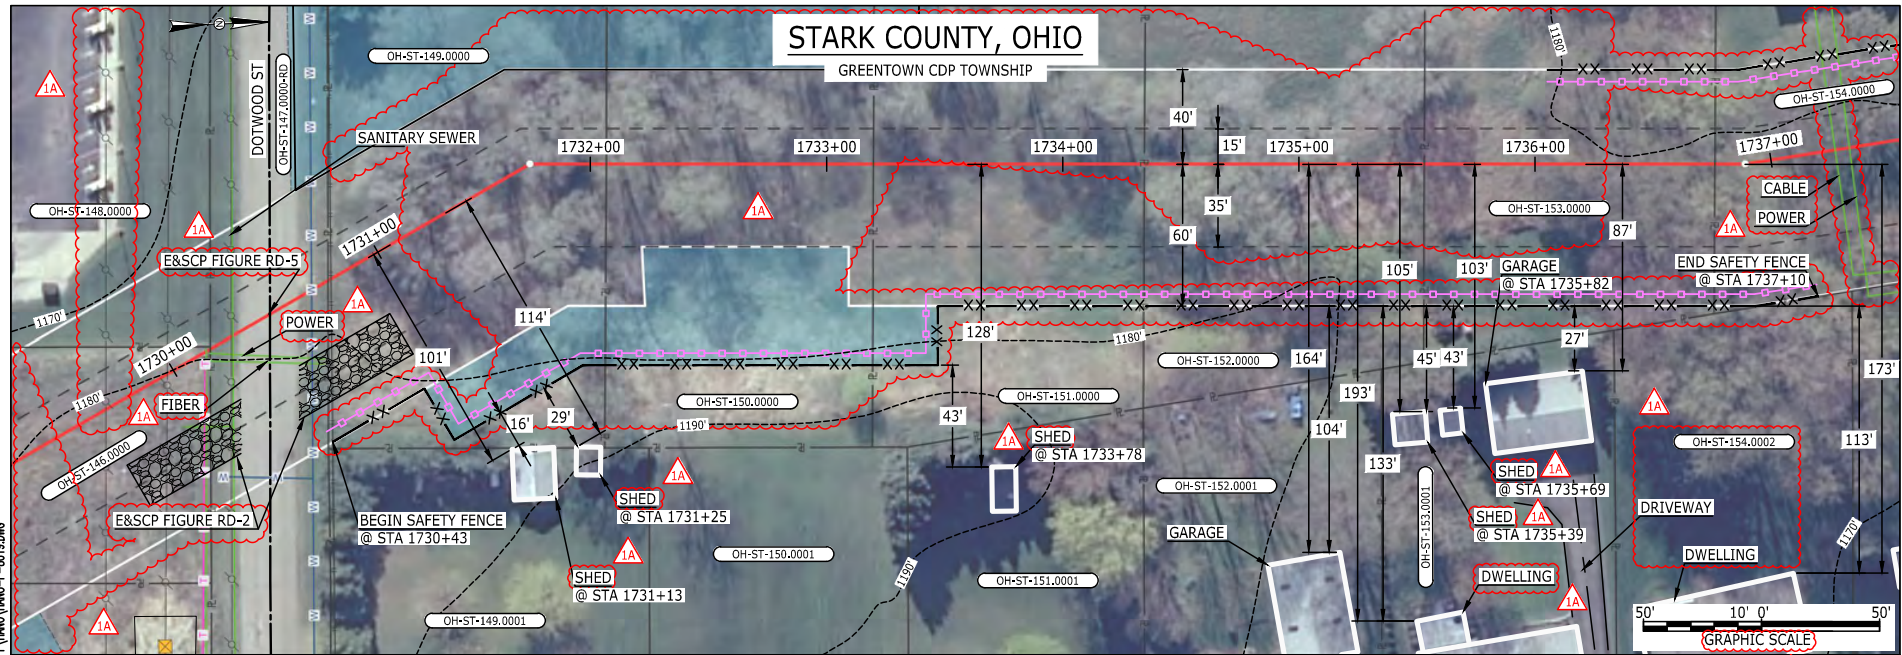 STARK COUNTY, OHIO
GREENTOWN CDP TOWNSHIP
N
DOTWOOD ST
OH-ST-147.0000-RD
OH-ST-149.0000
1A
SANITARY SEWER
OH-ST-148.0000
1A
E&SCP FIGURE RD-5
1170'
1A
POWER
1730+00
1180'
1A
FIBER
OH-ST-146.0000
E&SCP FIGURE RD-2
1A
1731+00
1732+00
1733+00
1734+00
1735+00
1736+00
1737+00
1A
101'
114'
16'
29'
BEGIN SAFETY FENCE
@ STA 1730+43
SHED
@ STA 1731+25
1A
SHED
@ STA 1731+13
1A
OH-ST-149.0001
OH-ST-150.0000
1190'
OH-ST-150.0001
43'
128'
OH-ST-151.0000
1A
SHED
@ STA 1733+78
OH-ST-151.0001
1190'
1180'
40'
15'
35'
60'
OH-ST-152.0000
OH-ST-152.0001
GARAGE
164'
104'
193'
133'
105'
45'
103'
43'
GARAGE
@ STA 1735+82
27'
87'
OH-ST-153.0000
OH-ST-153.0001
SHED
@ STA 1735+69
1A
SHED
@ STA 1735+39
1A
DWELLING
1A
DRIVEWAY
1180'
OH-ST-154.0000
CABLE
POWER
1A
END SAFETY FENCE
@ STA 1737+10
1A
OH-ST-154.0002
173'
113'
1170'
DWELLING
50'
10'
0'
50'
GRAPHIC SCALE
W
W
W
W
W
W
W
W
W
T
T
T